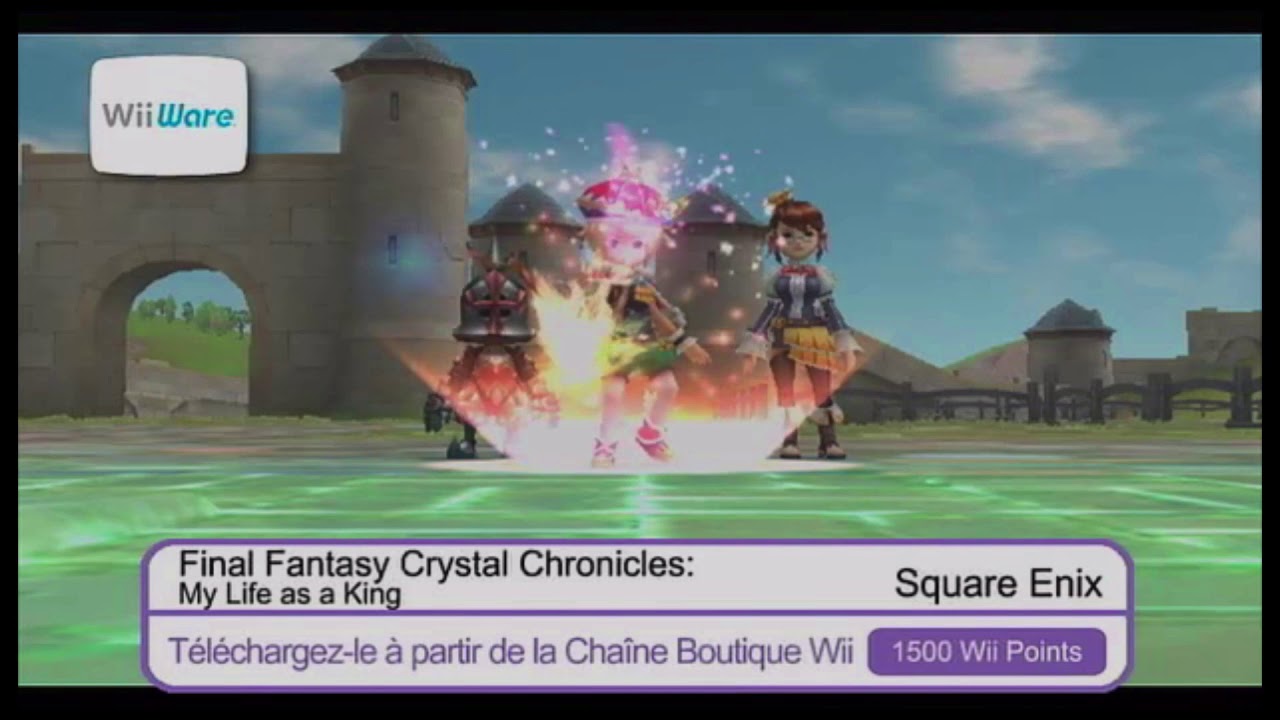 WiiWare
Final Fantasy Crystal Chronicles:
My Life as a King
Square Enix
Téléchargez-le à partir de la Chaîne Boutique Wii
1500 Wii Points